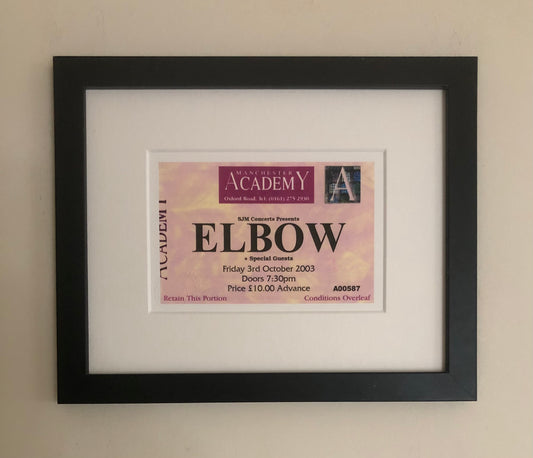 MANCHESTER
ACADEMY
Oxford Road. Tel: (0161) 275 2930
A
ACADEMY
SJM Concerts Presents
ELBOW
+ Special Guests
Friday 3rd October 2003
Doors 7:30pm
Price £10.00 Advance
A00587
Retain This Portion
Conditions Overleaf